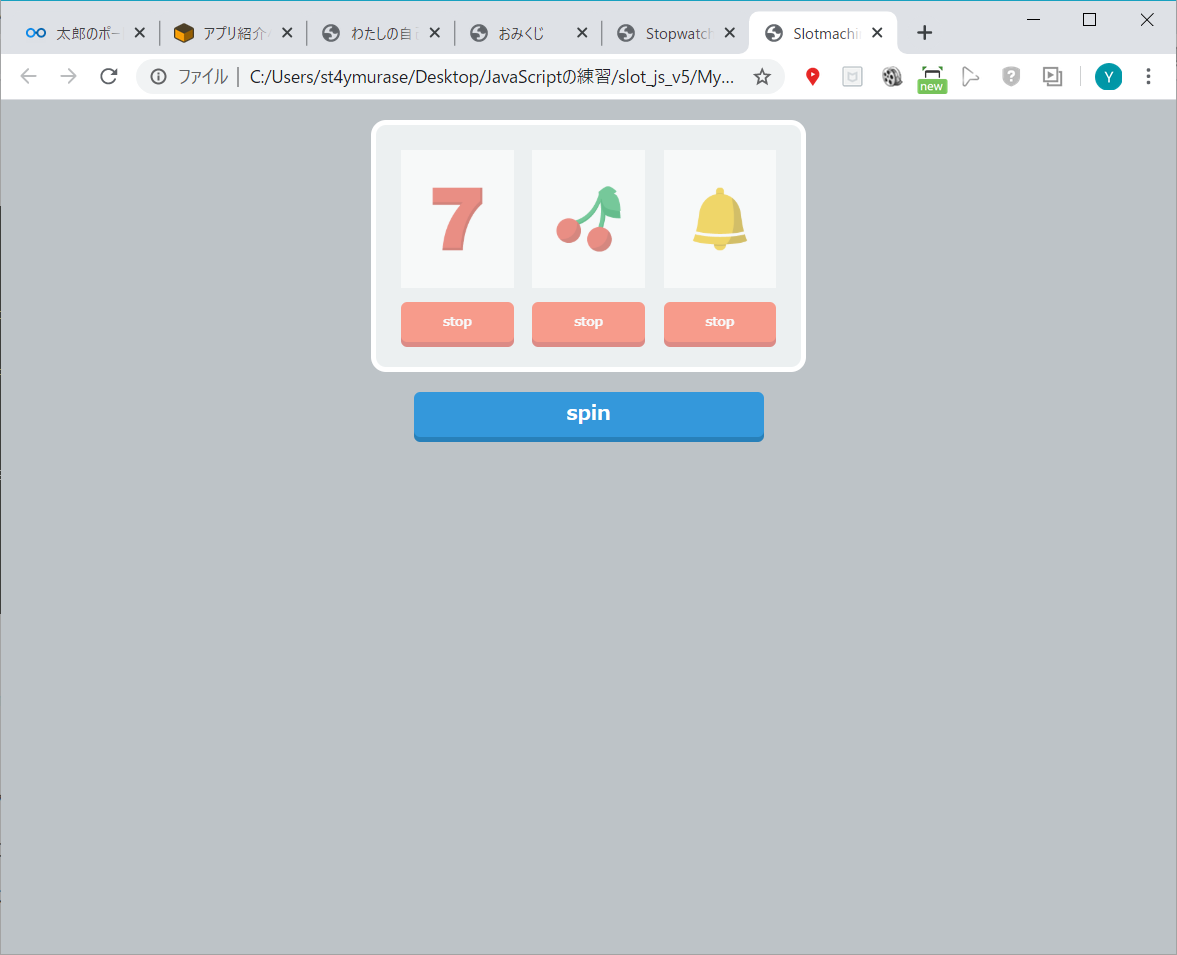 太郎のポー
アプリ紹介
わたしの自
おみくじ
Stopwatch
Slotmachi
ファイル
C:/Users/st4ymurase/Desktop/JavaScriptの練習/slot_js_v5/My...
new
Y
7
stop
stop
stop
spin